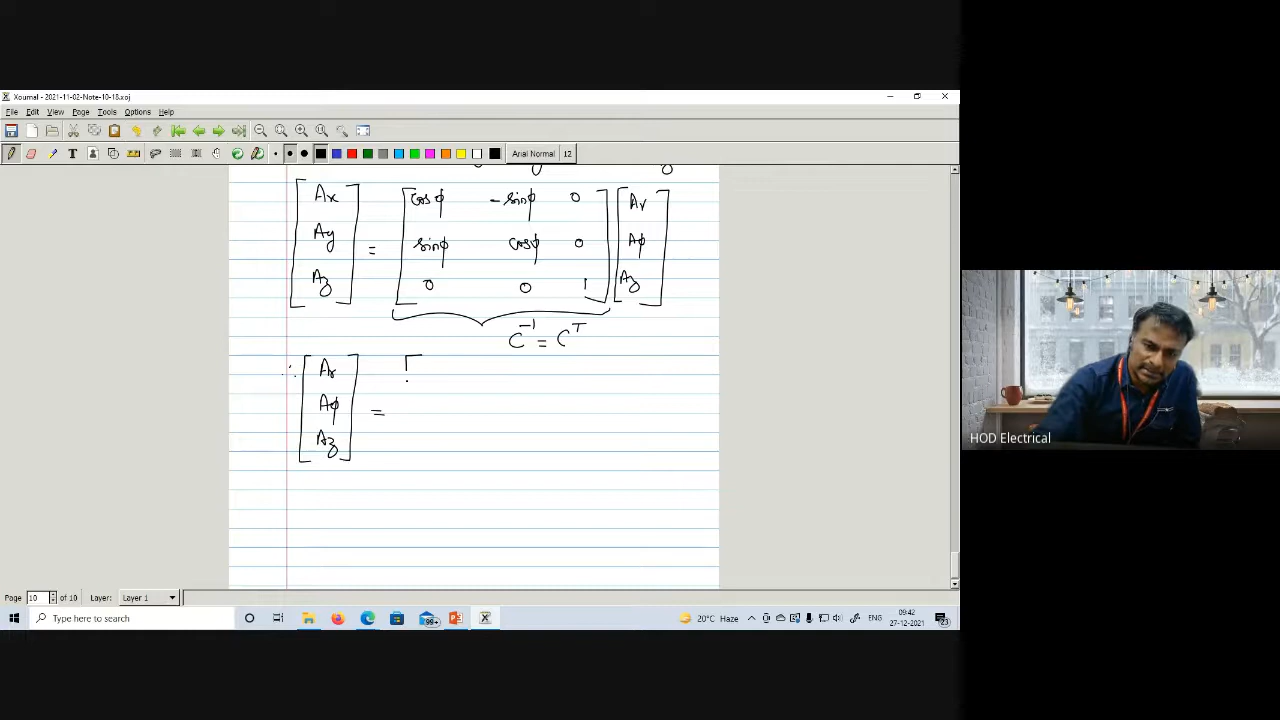 Xournal - 2021-11-02-Note-10-18.xoj
File Edit View Page Tools Options Help
Arial Normal 12
[Ax Ay Az] = [cosϕ -sinϕ 0 sinϕ cosϕ 0 0 0 1] [Ar Aϕ Az]
C⁻¹ = Cᵀ
∴ [Ar Aϕ Az] = [
HOD Electrical
Page 10 of 10 Layer: Layer 1
Type here to search
99+
20°C Haze
ENG
09:42
27-12-2021
23